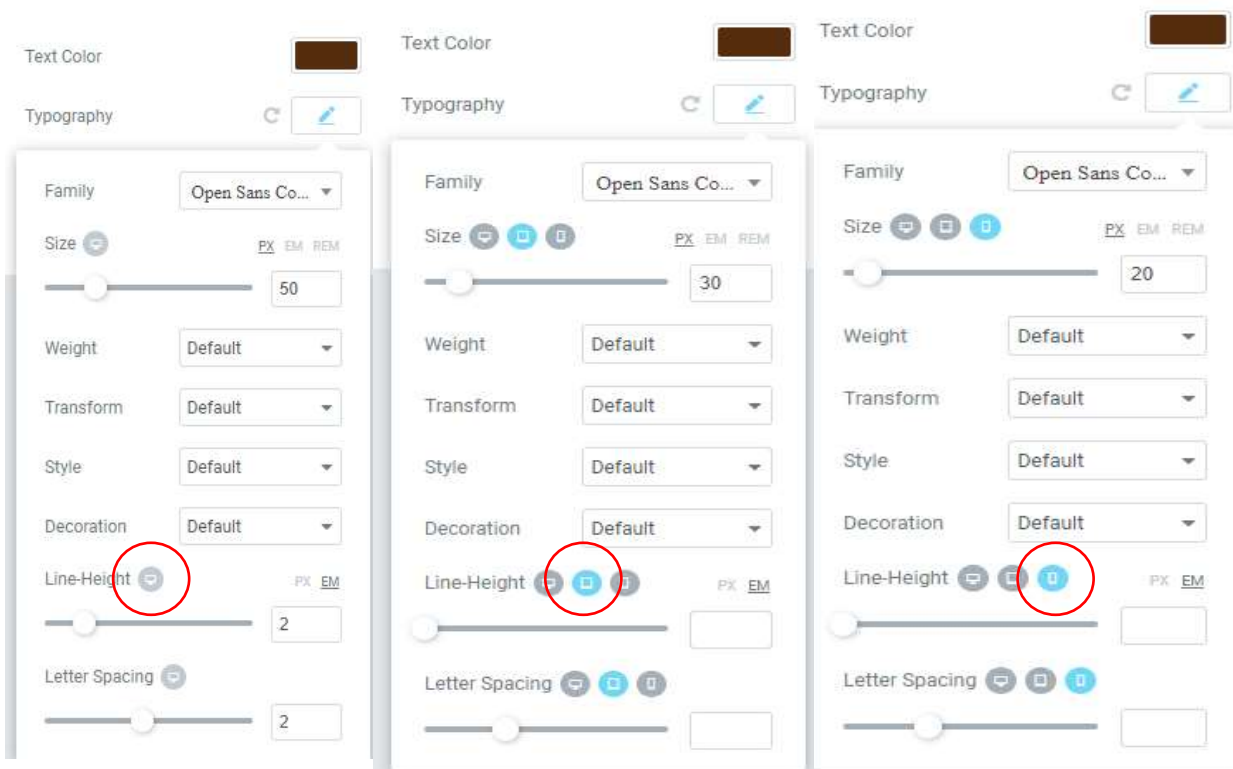 Text Color
Typography
Family Open Sans Co...
Size PX EM REM
50
Weight Default
Transform Default
Style Default
Decoration Default
Line-Height PX EM
2
Letter Spacing
2
Text Color
Typography
Family Open Sans Co...
Size PX EM REM
30
Weight Default
Transform Default
Style Default
Decoration Default
Line-Height PX EM
Letter Spacing
Text Color
Typography
Family Open Sans Co...
Size PX EM REM
20
Weight Default
Transform Default
Style Default
Decoration Default
Line-Height PX EM
Letter Spacing